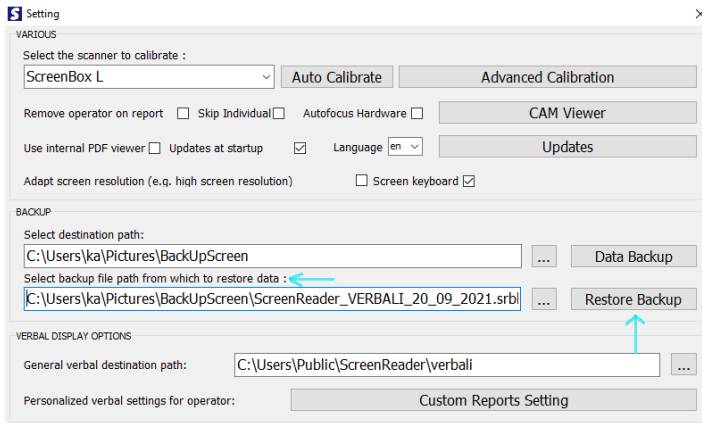 S Setting
VARIOUS
Select the scanner to calibrate :
ScreenBox L Auto Calibrate Advanced Calibration
Remove operator on report Skip Individual Autofocus Hardware CAM Viewer
Use internal PDF viewer Updates at startup Language en Updates
Adapt screen resolution (e.g. high screen resolution) Screen keyboard
BACKUP
Select destination path:
C:\Users\ka\Pictures\BackUpScreen ... Data Backup
Select backup file path from which to restore data :
C:\Users\ka\Pictures\BackUpScreen\ScreenReader_VERBALI_20_09_2021.srbl ... Restore Backup
VERBAL DISPLAY OPTIONS
General verbal destination path: C:\Users\Public\ScreenReader\verbali ...
Personalized verbal settings for operator: Custom Reports Setting